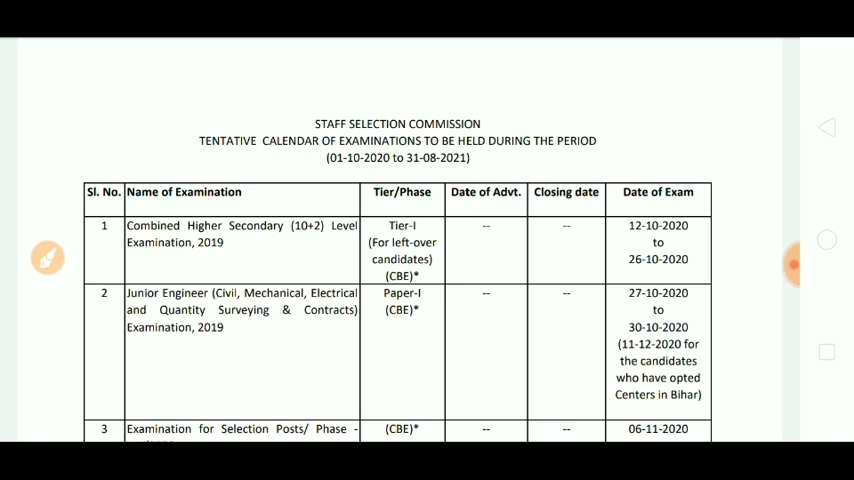 STAFF SELECTION COMMISSION
TENTATIVE CALENDAR OF EXAMINATIONS TO BE HELD DURING THE PERIOD
(01-10-2020 to 31-08-2021)
Sl. No. Name of Examination Tier/Phase Date of Advt. Closing date Date of Exam
1 Combined Higher Secondary (10+2) Level Tier-I -- -- 12-10-2020
Examination, 2019 (For left-over to
candidates) 26-10-2020
(CBE)*
2 Junior Engineer (Civil, Mechanical, Electrical Paper-I -- -- 27-10-2020
and Quantity Surveying & Contracts) (CBE)* to
Examination, 2019 30-10-2020
(11-12-2020 for
the candidates
who have opted
Centers in Bihar)
3 Examination for Selection Posts/ Phase - (CBE)* -- -- 06-11-2020